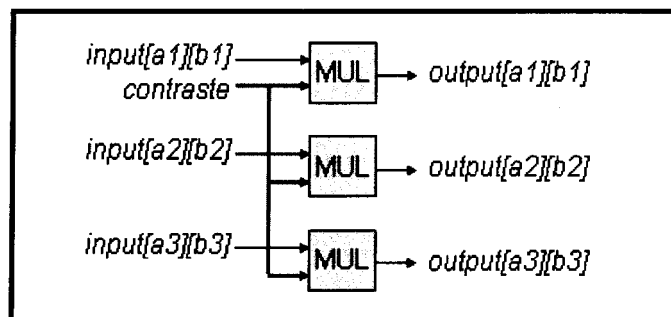 input[a1][b1]
contraste
MUL
output[a1][b1]
input[a2][b2]
MUL
output[a2][b2]
input[a3][b3]
MUL
output[a3][b3]